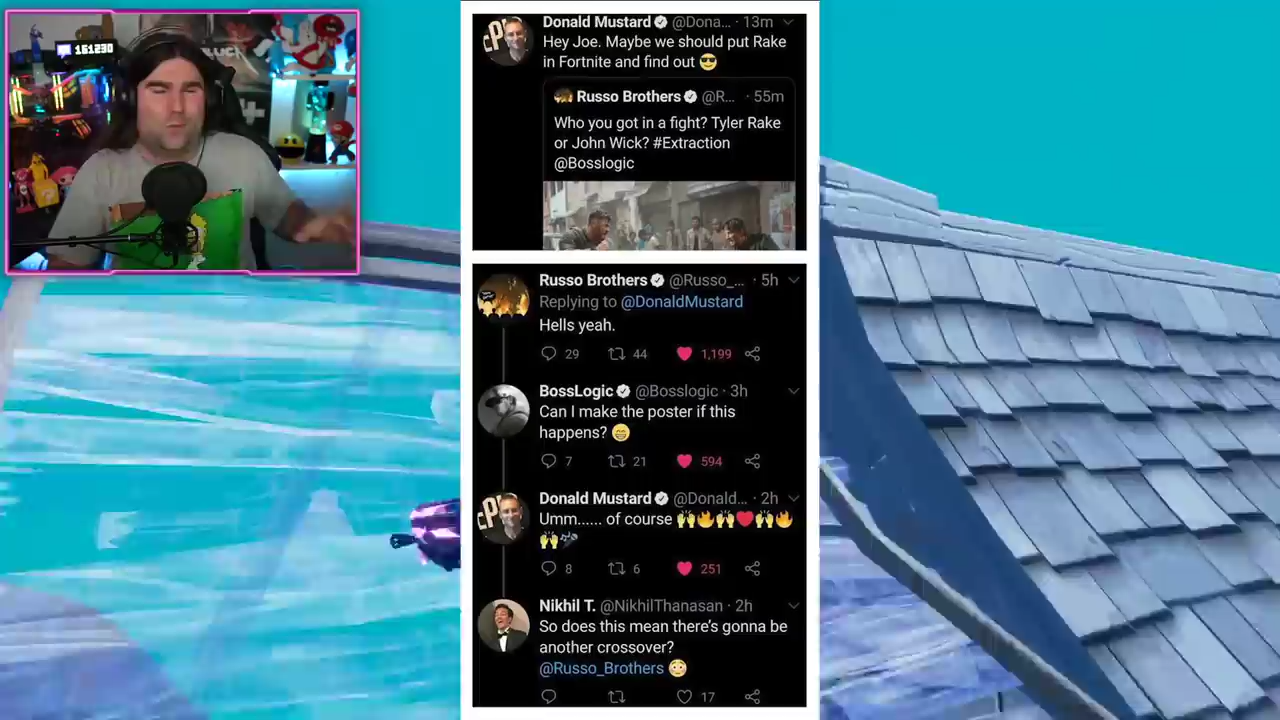 161230
Donald Mustard @Dona... · 13m
Hey Joe. Maybe we should put Rake
in Fortnite and find out 😎
Russo Brothers @R... · 55m
Who you got in a fight? Tyler Rake
or John Wick? #Extraction
@Bosslogic
Russo Brothers @Russo_... · 5h
Replying to @DonaldMustard
Hells yeah.
29 44 1,199
BossLogic @Bosslogic · 3h
Can I make the poster if this
happens? 😁
7 21 594
Donald Mustard @Donald... · 2h
Umm...... of course 🙌🔥🙌❤️🙌🔥
🙌🎉
8 6 251
Nikhil T. @NikhilThanasan · 2h
So does this mean there's gonna be
another crossover?
@Russo_Brothers 😳
17